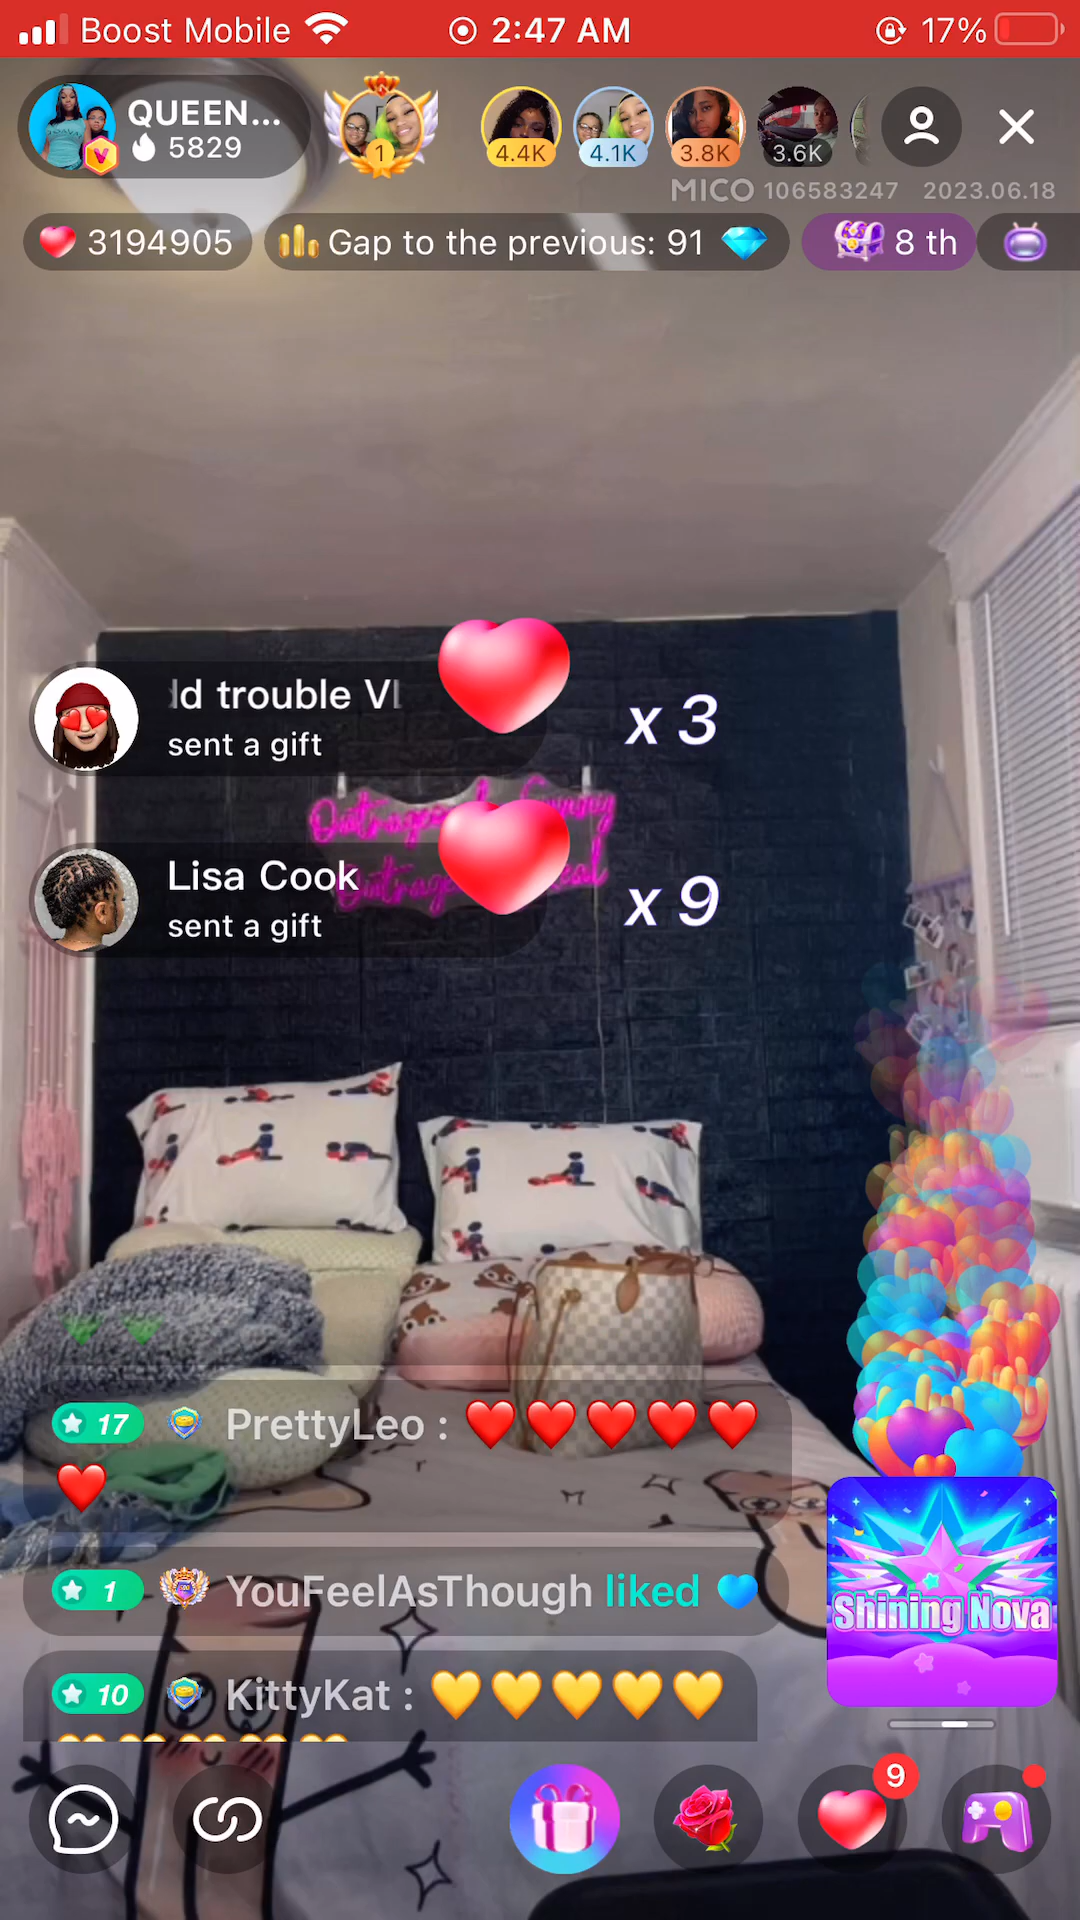 Boost Mobile 2:47 AM 17%
QUEEN...
5829
1
4.4K 4.1K 3.8K 3.6K
MICO 106583247 2023.06.18
3194905 Gap to the previous: 91 8 th
ld trouble
sent a gift
x 3
Lisa Cook
sent a gift
x 9
17 PrettyLeo : ❤️❤️❤️❤️❤️
❤️
1 YouFeelAsThough liked 💙
10 KittyKat : 💛💛💛💛💛
Shining Nova
9